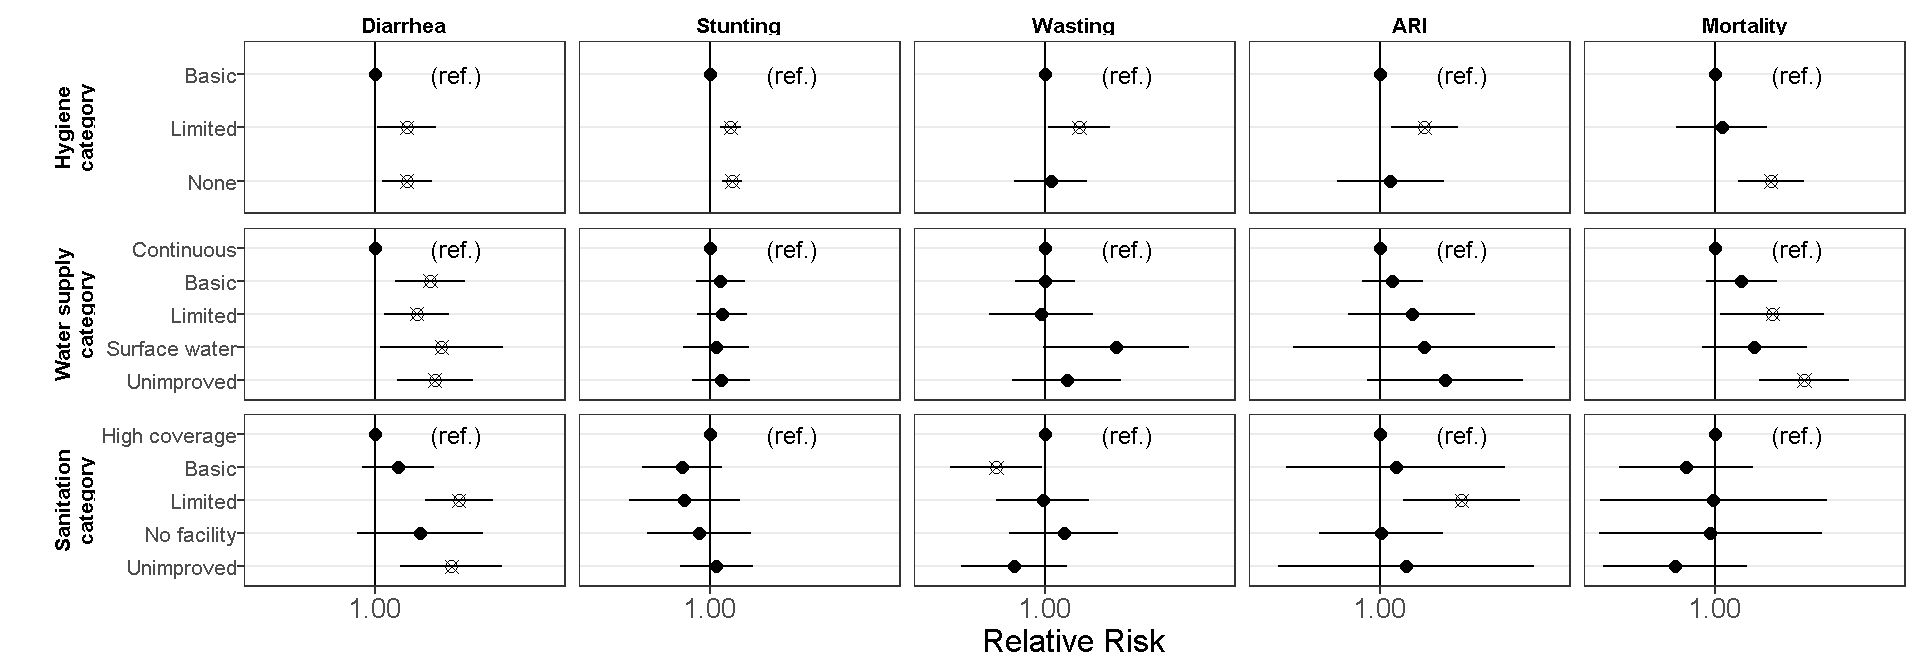 Diarrhea Stunting Wasting ARI Mortality
Hygiene
category
Basic (ref.) (ref.) (ref.) (ref.) (ref.)
Limited
None
Water supply
category
Continuous (ref.) (ref.) (ref.) (ref.) (ref.)
Basic
Limited
Surface water
Unimproved
Sanitation
category
High coverage (ref.) (ref.) (ref.) (ref.) (ref.)
Basic
Limited
No facility
Unimproved
1.00 1.00 1.00 1.00 1.00
Relative Risk